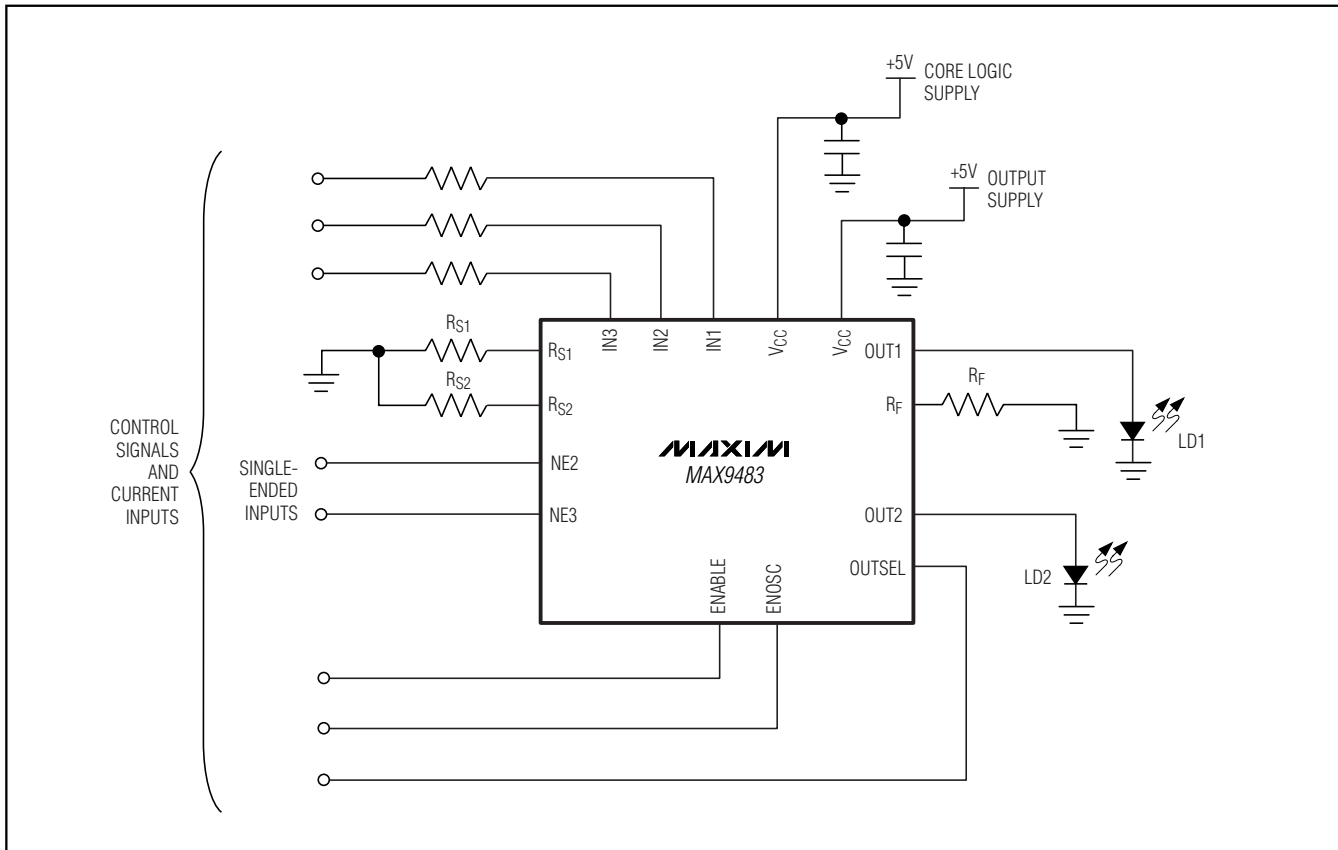 +5V
CORE LOGIC
SUPPLY
+5V
OUTPUT
SUPPLY
CONTROL
SIGNALS
AND
CURRENT
INPUTS
SINGLE-
ENDED
INPUTS
RS1
RS2
RS1
RS2
NE2
NE3
IN3
IN2
IN1
VCC
VCC
MAXIM
MAX9483
ENABLE
ENOSC
OUT1
RF
OUT2
OUTSEL
RF
LD1
LD2